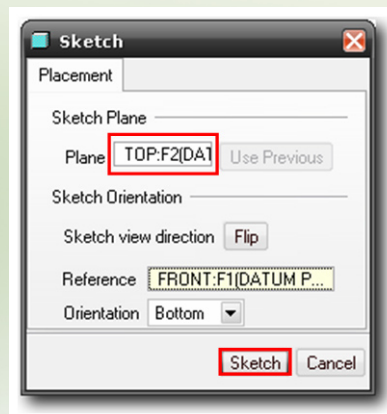 Sketch
Placement
Sketch Plane
Plane TOP:F2(DAT Use Previous
Sketch Orientation
Sketch view direction Flip
Reference FRONT:F1(DATUM P...
Orientation Bottom
Sketch Cancel